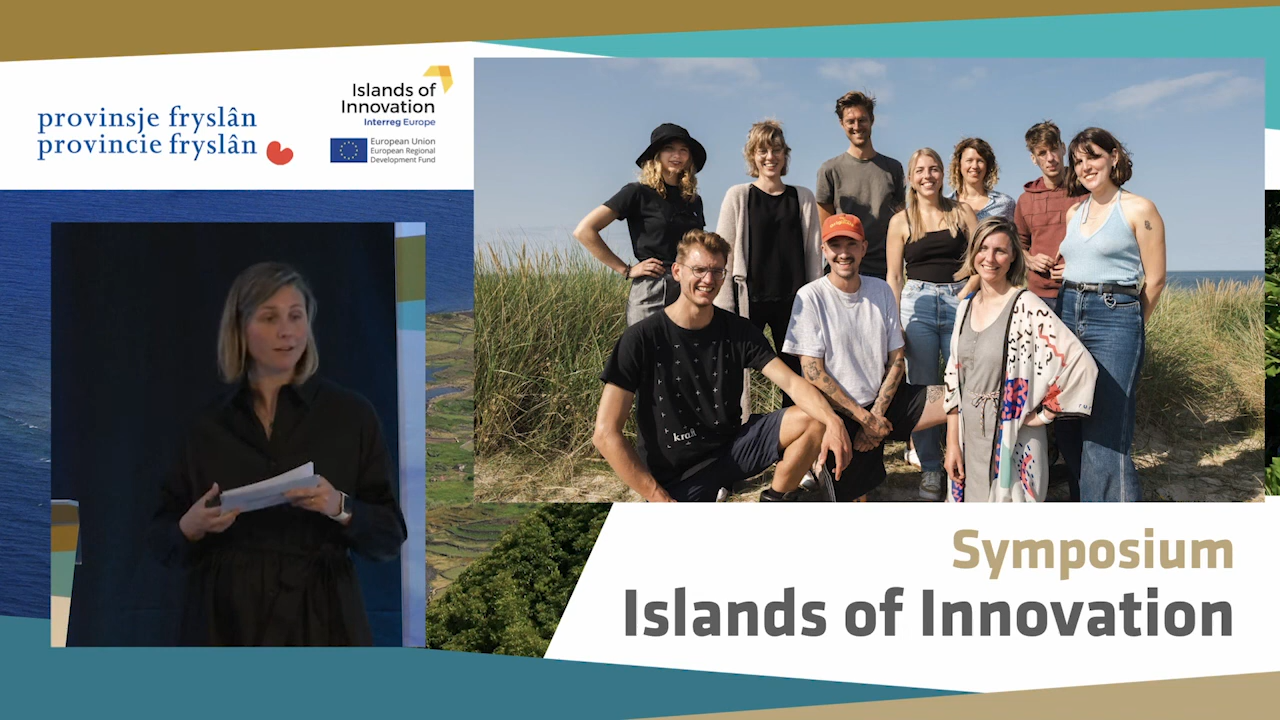 provinsje fryslân
provincie fryslân
Islands of
Innovation
Interreg Europe
European Union
European Regional
Development Fund
kraft
Symposium
Islands of Innovation